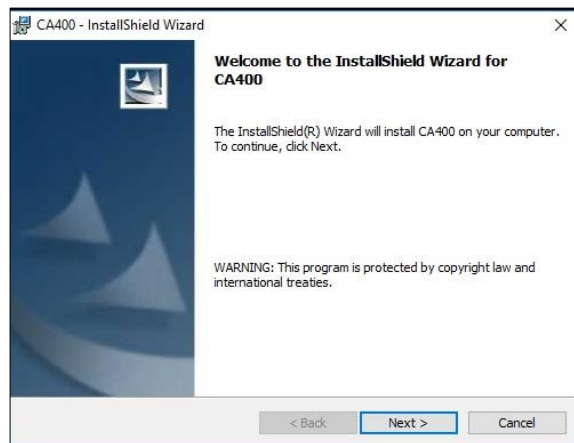 CA400 - InstallShield Wizard
Welcome to the InstallShield Wizard for
CA400
The InstallShield(R) Wizard will install CA400 on your computer.
To continue, click Next.
WARNING: This program is protected by copyright law and
international treaties.
< Back
Next >
Cancel